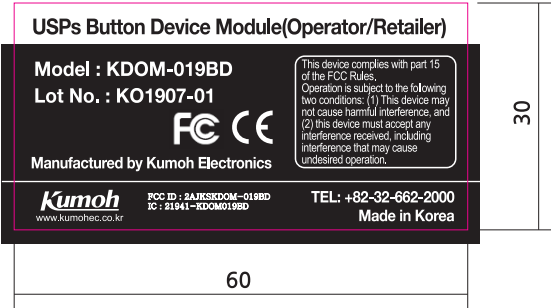 USPs Button Device Module(Operator/Retailer)
Model : KDOM-019BD
Lot No. : KO1907-01
FC CE
Manufactured by Kumoh Electronics
This device complies with part 15
of the FCC Rules.
Operation is subject to the following
two conditions: (1) This device may
not cause harmful interference, and
(2) this device must accept any
interference received, including
interference that may cause
undesired operation.
Kumoh
www.kumohec.co.kr
FCC ID : 2AJKSKDOM-019BD
IC : 21941-KDOM019BD
TEL: +82-32-662-2000
Made in Korea
30
60